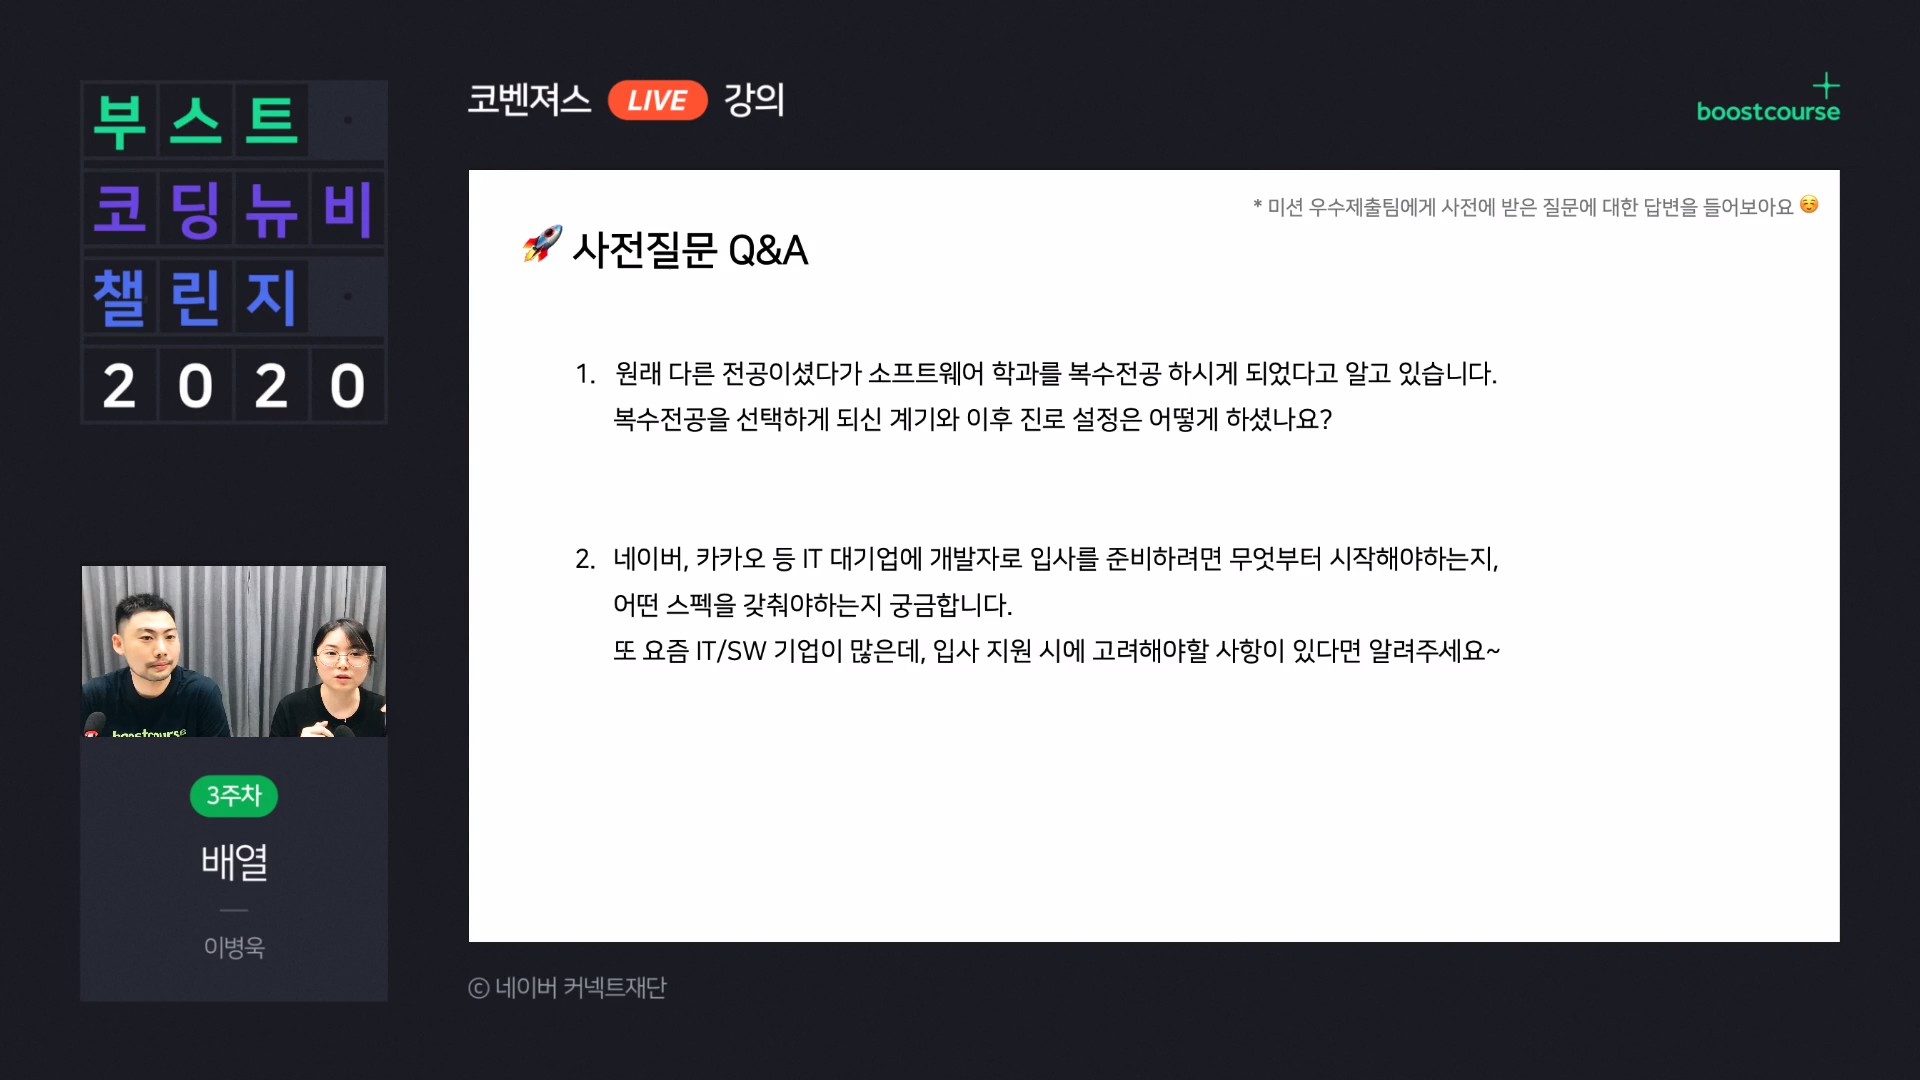 부스트
코딩뉴비
챌린지
2020
코벤져스 LIVE 강의
boostcourse
* 미션 우수제출팀에게 사전에 받은 질문에 대한 답변을 들어보아요
사전질문 Q&A
1. 원래 다른 전공이셨다가 소프트웨어 학과를 복수전공 하시게 되었다고 알고 있습니다.
복수전공을 선택하게 되신 계기와 이후 진로 설정은 어떻게 하셨나요?
2. 네이버, 카카오 등 IT 대기업에 개발자로 입사를 준비하려면 무엇부터 시작해야하는지,
어떤 스펙을 갖춰야하는지 궁금합니다.
또 요즘 IT/SW 기업이 많은데, 입사 지원 시에 고려해야할 사항이 있다면 알려주세요~
boostcourse
3주차
배열
이병욱
ⓒ 네이버 커넥트재단